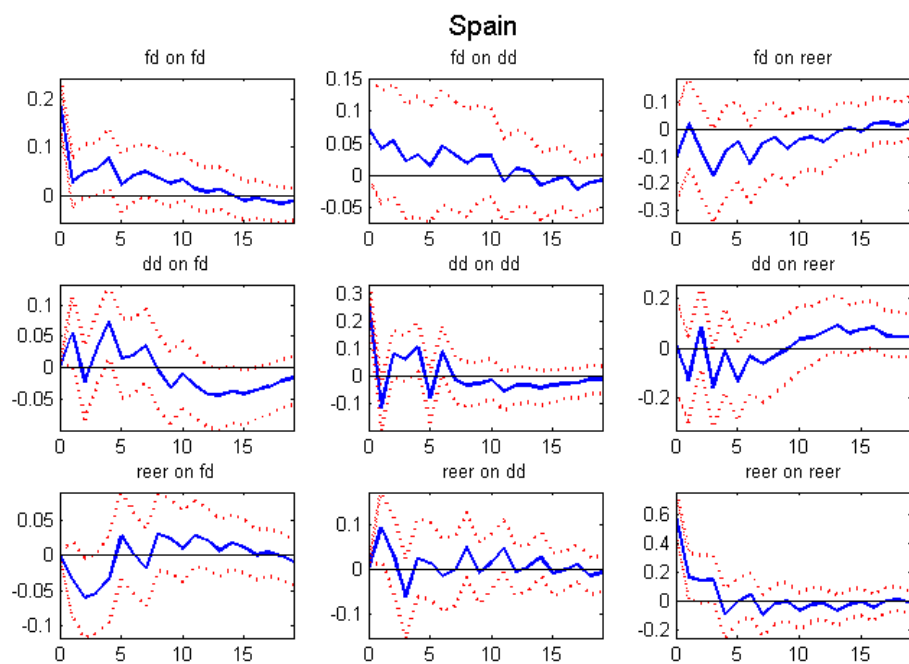 Spain
fd on fd
fd on dd
fd on reer
0.2
0.1
0
0 5 10 15
0.15
0.1
0.05
0
-0.05
0 5 10 15
0.1
0
-0.1
-0.2
-0.3
0 5 10 15
dd on fd
dd on dd
dd on reer
0.1
0.05
0
-0.05
0 5 10 15
0.3
0.2
0.1
0
-0.1
0 5 10 15
0.2
0
-0.2
0 5 10 15
reer on fd
reer on dd
reer on reer
0.05
0
-0.05
-0.1
0 5 10 15
0.1
0
-0.1
0 5 10 15
0.6
0.4
0.2
0
-0.2
0 5 10 15